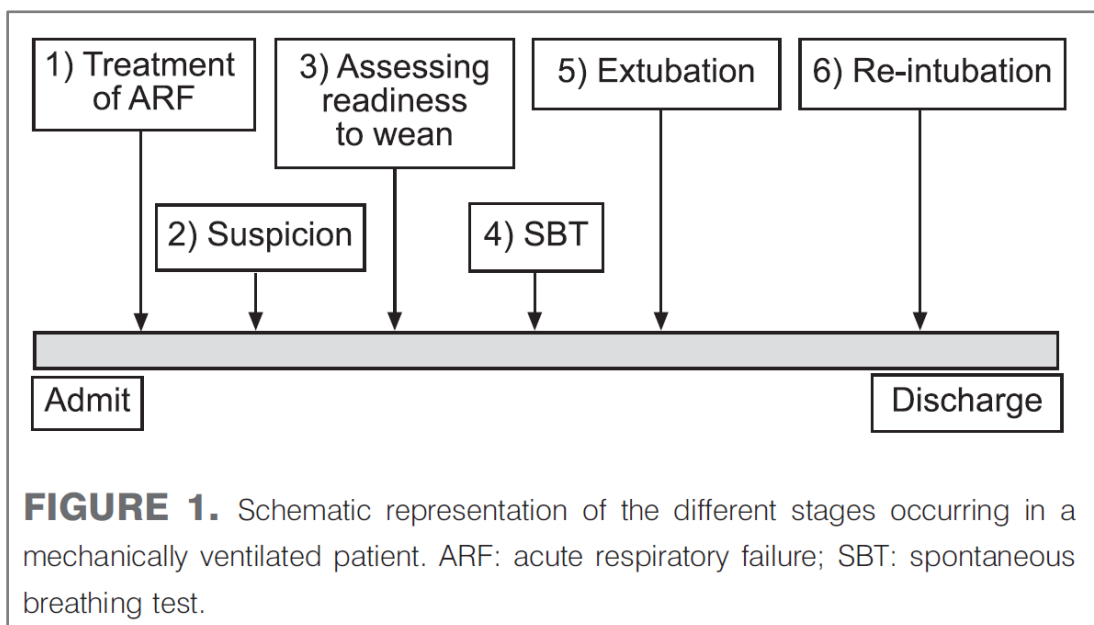 1) Treatment
of ARF
3) Assessing
readiness
to wean
5) Extubation
6) Re-intubation
2) Suspicion
4) SBT
Admit
Discharge
FIGURE 1. Schematic representation of the different stages occurring in a
mechanically ventilated patient. ARF: acute respiratory failure; SBT: spontaneous
breathing test.